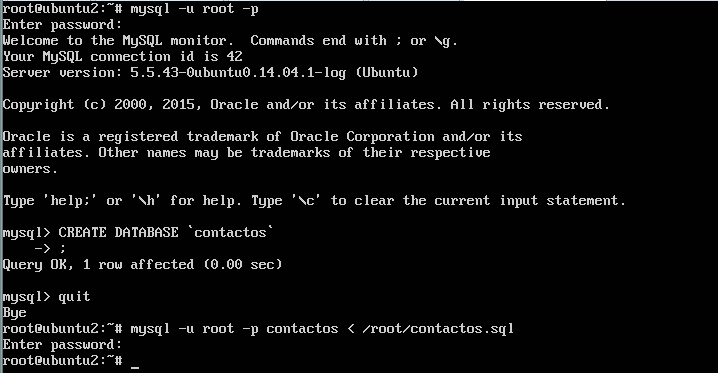 root@ubuntu2:~# mysql -u root -p
Enter password:
Welcome to the MySQL monitor.  Commands end with ; or \g.
Your MySQL connection id is 42
Server version: 5.5.43-0ubuntu0.14.04.1-log (Ubuntu)
Copyright (c) 2000, 2015, Oracle and/or its affiliates. All rights reserved.
Oracle is a registered trademark of Oracle Corporation and/or its
affiliates. Other names may be trademarks of their respective
owners.
Type 'help;' or '\h' for help. Type '\c' to clear the current input statement.
mysql> CREATE DATABASE `contactos`
    -> ;
Query OK, 1 row affected (0.00 sec)
mysql> quit
Bye
root@ubuntu2:~# mysql -u root -p contactos < /root/contactos.sql
Enter password:
root@ubuntu2:~# _